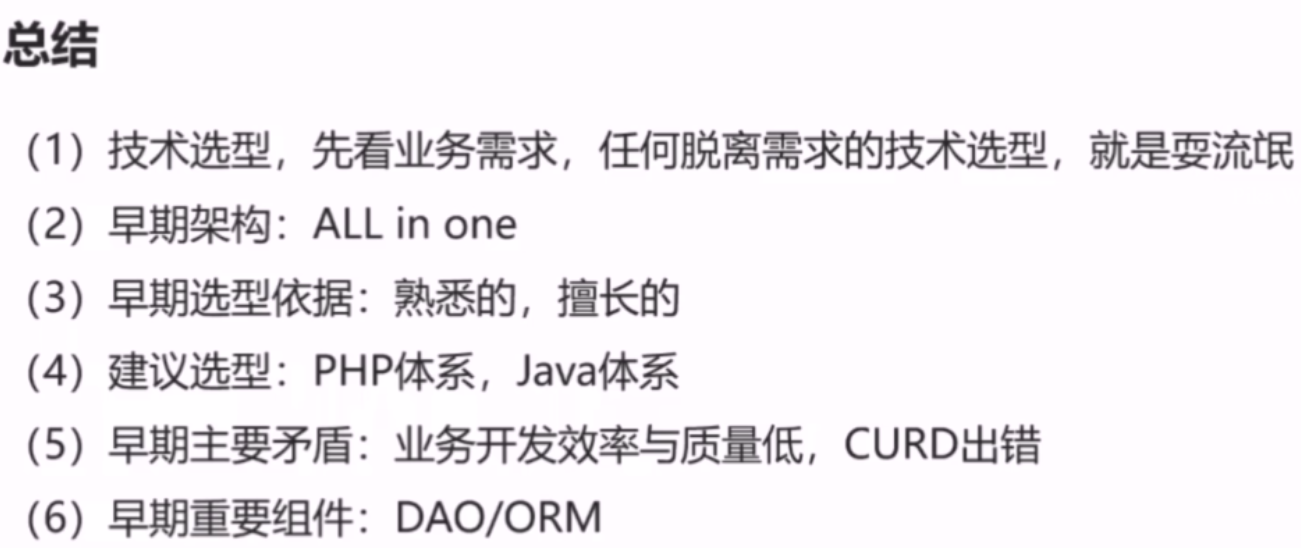 总结
（1）技术选型，先看业务需求，任何脱离需求的技术选型，就是耍流氓
（2）早期架构：ALL in one
（3）早期选型依据：熟悉的，擅长的
（4）建议选型：PHP体系，Java体系
（5）早期主要矛盾：业务开发效率与质量低，CURD出错
（6）早期重要组件：DAO/ORM